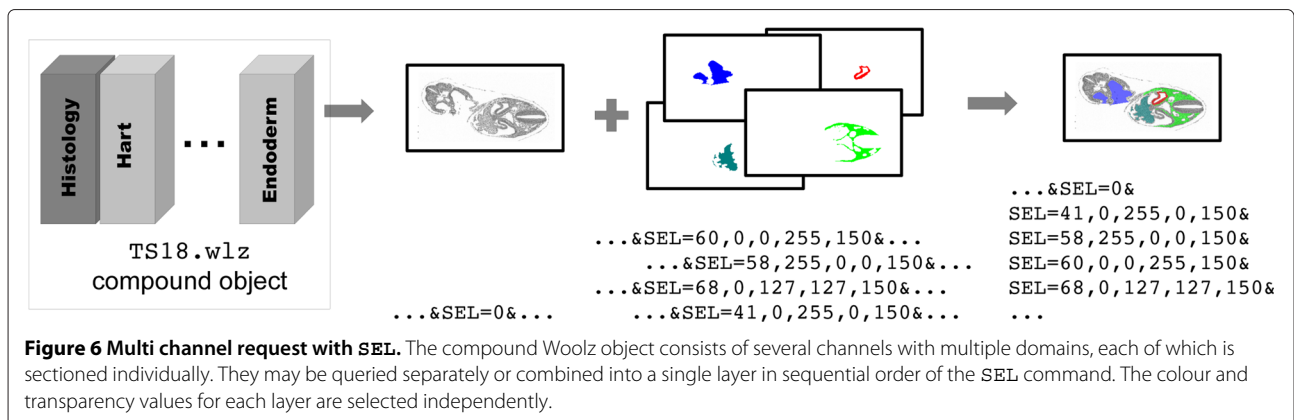 Histology
Hart
...
Endoderm
TS18.wlz
compound object
...&SEL=0&...
...&SEL=60,0,0,255,150&...
...&SEL=58,255,0,0,150&...
...&SEL=68,0,127,127,150&...
...&SEL=41,0,255,0,150&...
...&SEL=0&
SEL=41,0,255,0,150&
SEL=58,255,0,0,150&
SEL=60,0,0,255,150&
SEL=68,0,127,127,150&
...
Figure 6 Multi channel request with SEL. The compound Woolz object consists of several channels with multiple domains, each of which is
sectioned individually. They may be queried separately or combined into a single layer in sequential order of the SEL command. The colour and
transparency values for each layer are selected independently.